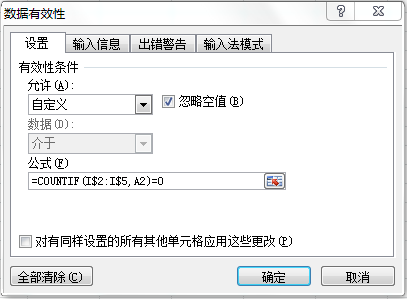 数据有效性
设置 输入信息 出错警告 输入法模式
有效性条件
允许(A):
自定义 忽略空值(B)
数据(D):
介于
公式(F)
=COUNTIF(I$2:I$5,A2)=0
对有同样设置的所有其他单元格应用这些更改(P)
全部清除(C) 确定 取消